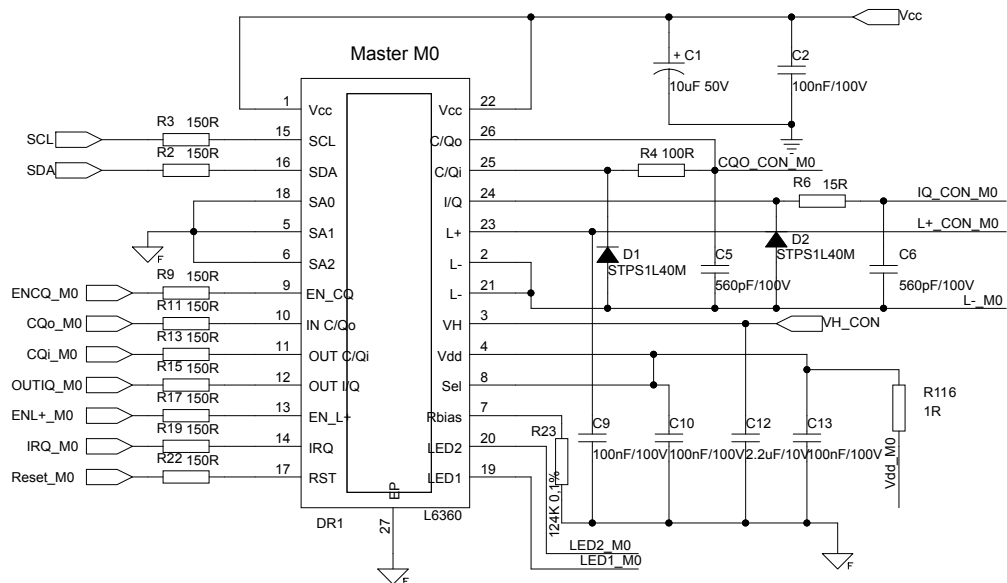 Vcc
Master M0
C1
+
10uF 50V
C2
100nF/100V
1 Vcc Vcc 22
SCL R3 150R 15 SCL C/Qo 26
SDA R2 150R 16 SDA C/Qi 25 R4 100R CQO_CON_M0
18 SA0 I/Q 24 R6 15R IQ_CON_M0
5 SA1 L+ 23 L+_CON_M0
F
6 SA2 L- 2
D1
STPS1L40M
C5
560pF/100V
D2
STPS1L40M
C6
560pF/100V
ENCQ_M0 R9 150R 9 EN_CQ L- 21 L-_M0
CQo_M0 R11 150R 10 IN C/Qo VH 3 VH_CON
CQi_M0 R13 150R 11 OUT C/Qi Vdd 4
OUTIQ_M0 R15 150R 12 OUT I/Q Sel 8
R116
1R
Vdd_M0
ENL+_M0 R17 150R 13 EN_L+ Rbias 7
R23
124K 0,1%
C9
100nF/100V
C10
100nF/100V
C12
2.2uF/10V
C13
100nF/100V
IRQ_M0 R19 150R 14 IRQ LED2 20
Reset_M0 R22 150R 17 RST LED1 19
EP
27
DR1
L6360
LED2_M0
LED1_M0
F
F